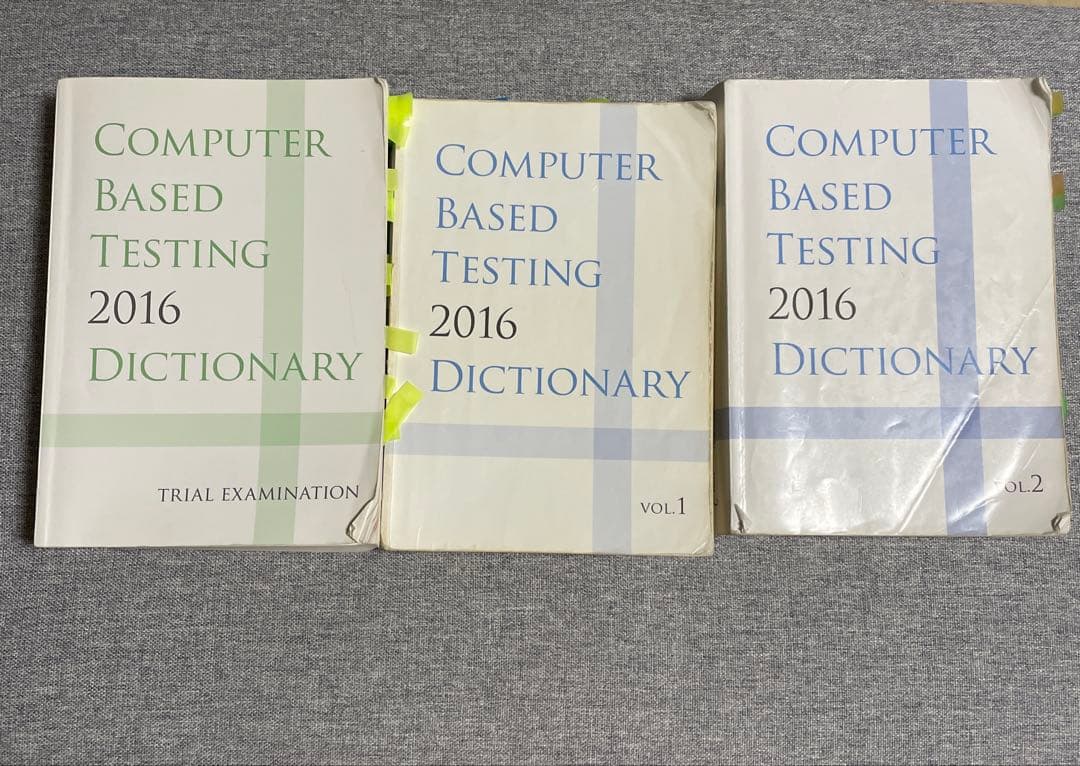 COMPUTER
BASED
TESTING
2016
DICTIONARY
TRIAL EXAMINATION
COMPUTER
BASED
TESTING
2016
DICTIONARY
VOL.1
COMPUTER
BASED
TESTING
2016
DICTIONARY
VOL.2